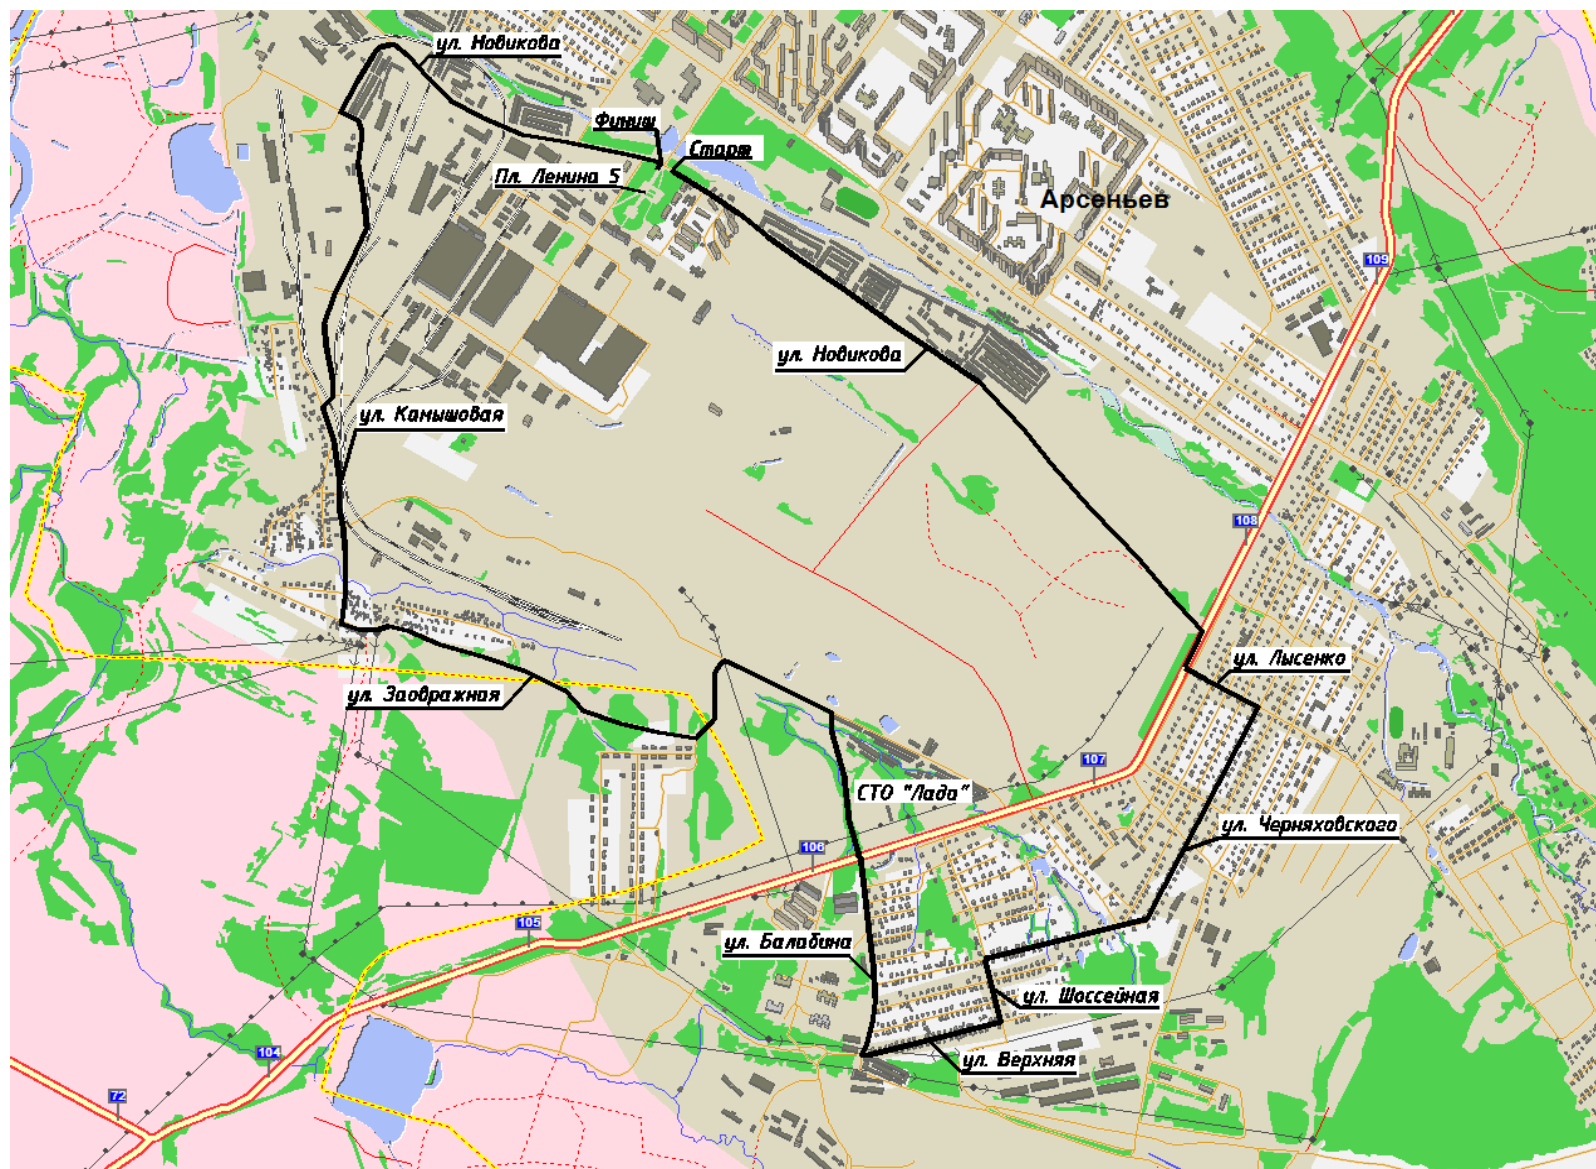 ул. Новикова
Финиш
Старт
Пл. Ленина 5
Арсеньев
109
ул. Новикова
ул. Камышовая
108
ул. Лысенко
ул. Заовражная
107
СТО "Лада"
ул. Черняховского
106
105
ул. Балабина
ул. Шоссейная
104
ул. Верхняя
72